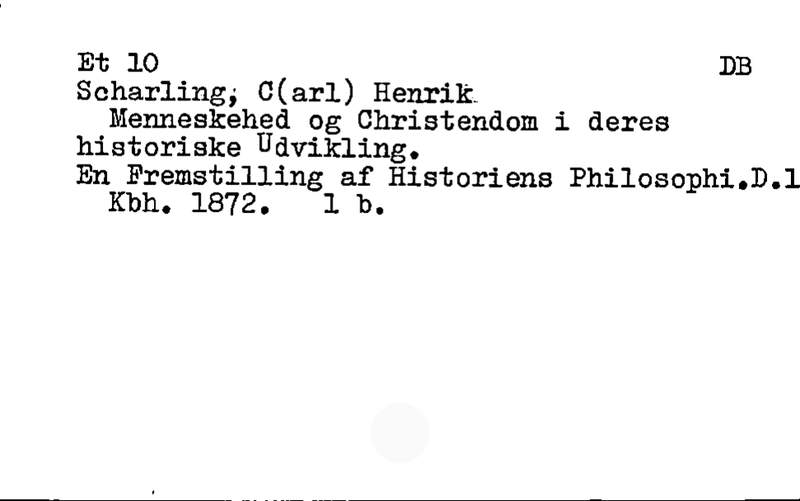 Et 10 DB
Scharling, C(arl) Henrik
Menneskehed og Christendom i deres
historiske Udvikling.
En Fremstilling af Historiens Philosophi.D.1
Kbh. 1872. 1 b.